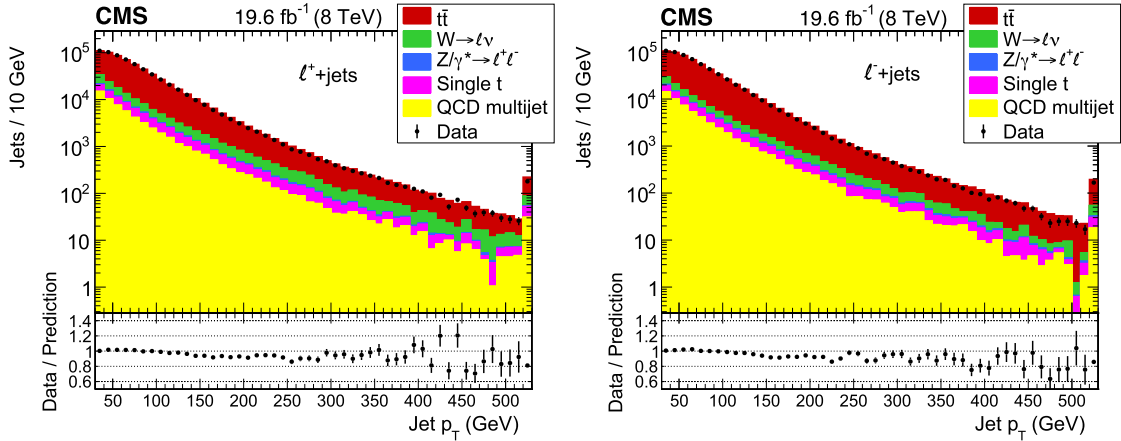 CMS 19.6 fb⁻¹ (8 TeV)
tt̄
W→ℓν
Z/γ*→ℓ⁺ℓ⁻
Single t
QCD multijet
Data
ℓ⁺+jets
Jets / 10 GeV
10⁵
10⁴
10³
10²
10
1
Data / Prediction
1.4
1.2
1
0.8
0.6
50 100 150 200 250 300 350 400 450 500
Jet p_T (GeV)
CMS 19.6 fb⁻¹ (8 TeV)
tt̄
W→ℓν
Z/γ*→ℓ⁺ℓ⁻
Single t
QCD multijet
Data
ℓ⁻+jets
Jets / 10 GeV
10⁵
10⁴
10³
10²
10
1
Data / Prediction
1.4
1.2
1
0.8
0.6
50 100 150 200 250 300 350 400 450 500
Jet p_T (GeV)